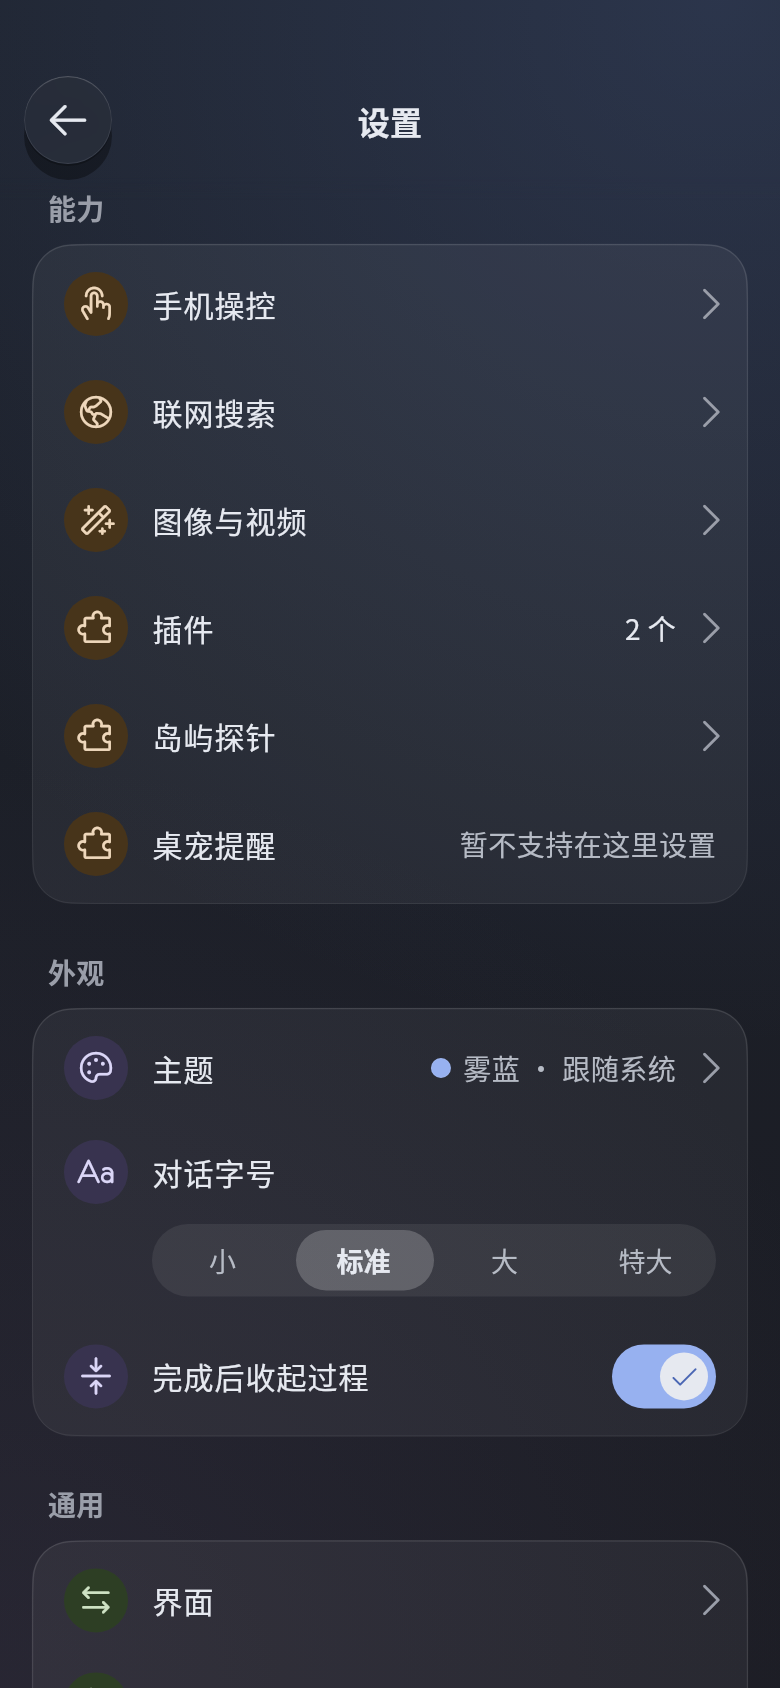 设置
能力
手机操控
联网搜索
图像与视频
插件 2 个
岛屿探针
桌宠提醒 暂不支持在这里设置
外观
主题 雾蓝 · 跟随系统
Aa 对话字号
小 标准 大 特大
完成后收起过程
通用
界面